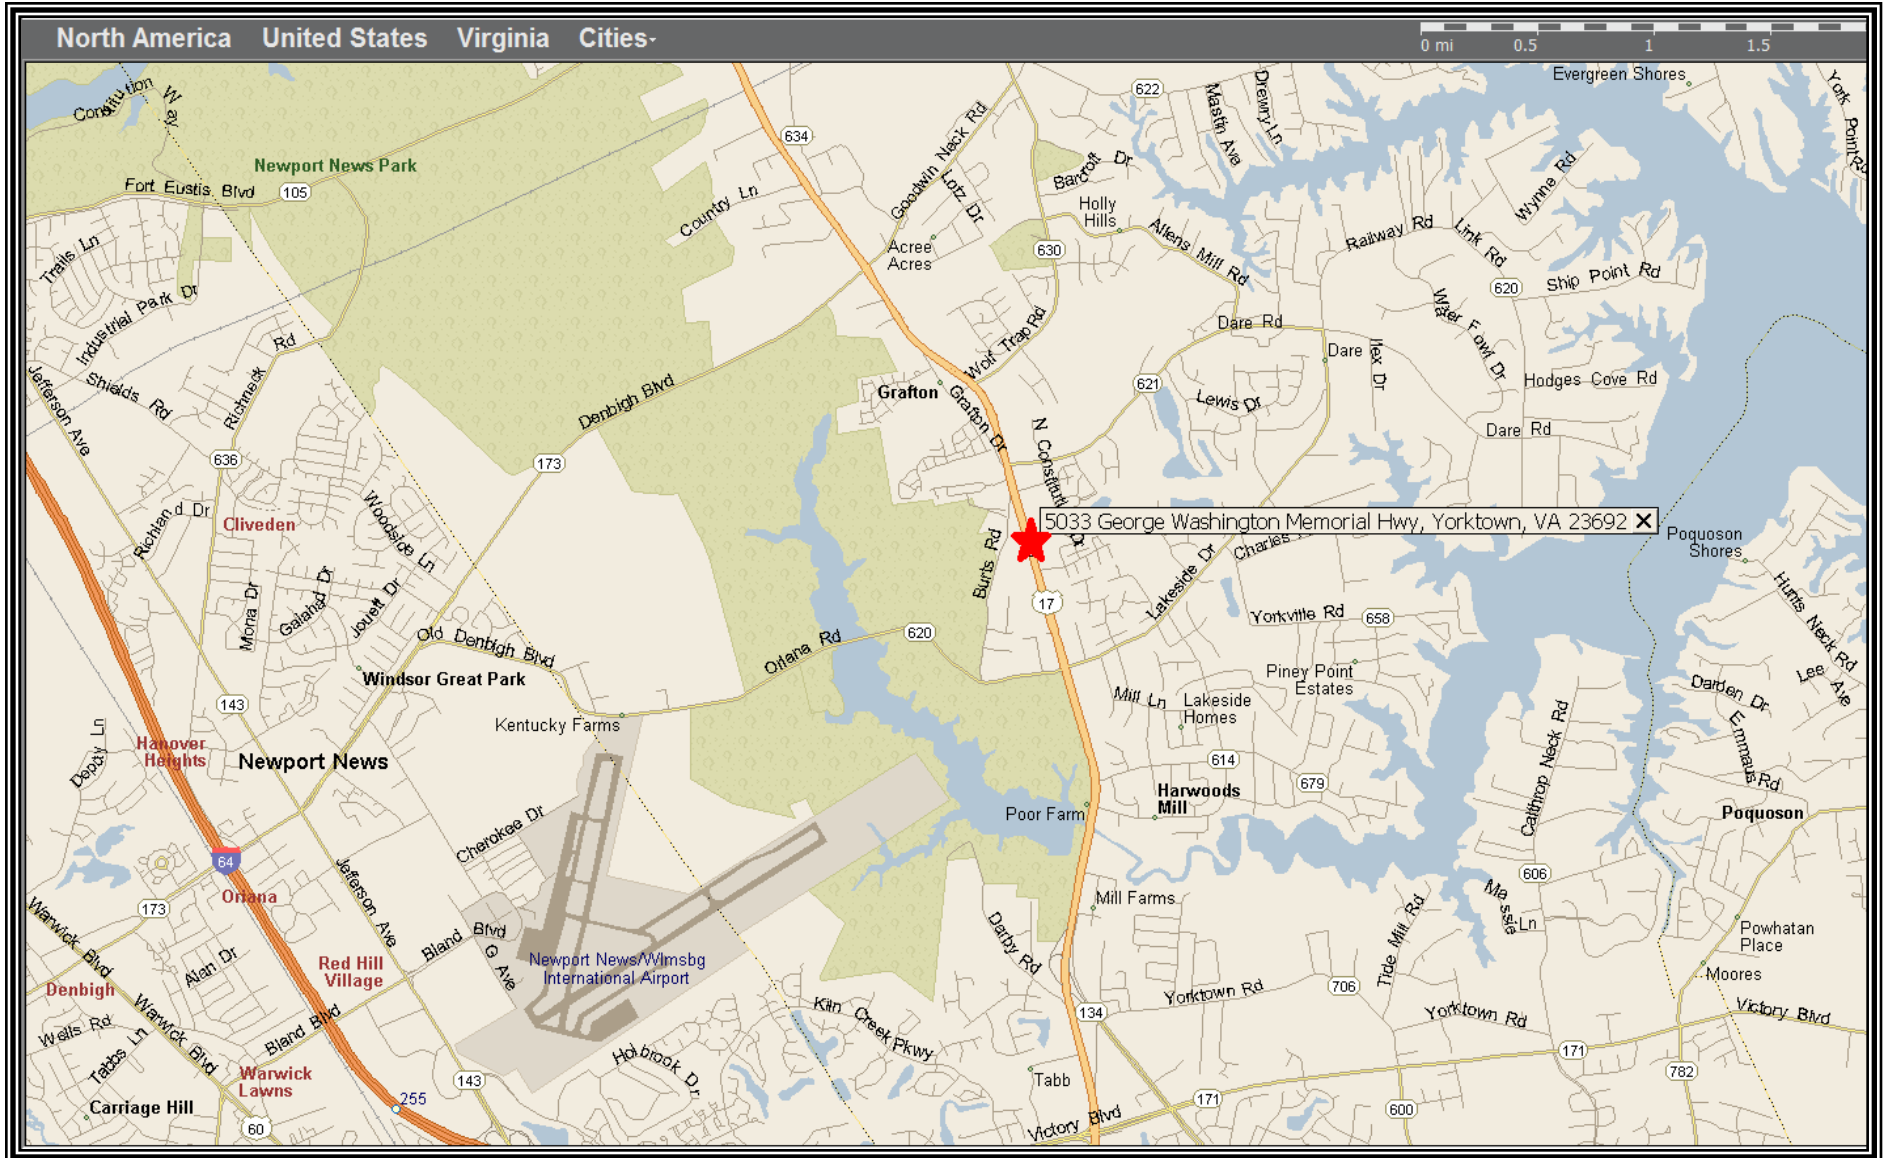 North America United States Virginia Cities
0 mi 0.5 1 1.5
Evergreen Shores
Constitution Way
622
Mastin Ave
Drewry Ln
York Point Rd
634
Goodwin Neck Rd
Newport News Park
Fort Eustis Blvd
105
Country Ln
Lotz Dr
Barcroft Dr
Wynne Rd
Holly
Hills
Allens Mill Rd
Railway Rd
Link Rd
Trails Ln
Acree
Acres
630
620
Ship Point Rd
Industrial Park Dr
Water Fowl Dr
Dare Rd
Wolf Trap Rd
Richneck Rd
Dare
Ilex Dr
Jefferson Ave
Shields Rd
Denbigh Blvd
Grafton
Grafton Dr
621
Lewis Dr
Hodges Cove Rd
Dare Rd
636
173
Woodside Ln
Richland Dr
Cliveden
5033 George Washington Memorial Hwy, Yorktown, VA 23692
Poquoson
Shores
Burts Rd
Lakeside Dr
Charles
Mona Dr
Galahad Dr
Jouett Dr
17
Yorkville Rd
658
Hunts Neck Rd
Old Denbigh Blvd
Oriana Rd
620
Windsor Great Park
Piney Point
Estates
Lee Ave
Darden Dr
Emmaus Rd
143
Kentucky Farms
Mill Ln
Lakeside
Homes
Calthrop Neck Rd
Hanover
Heights
Newport News
Depoy Ln
614
679
Harwoods
Mill
Poor Farm
Poquoson
Cherokee Dr
64
Oriana
Jefferson Ave
173
606
Massie Ln
Mill Farms
Warwick Blvd
Bland Blvd
G Ave
Darby Rd
Tide Mill Rd
Powhatan
Place
Alan Dr
Red Hill
Village
Newport News/Wlmsbg
International Airport
Moores
Denbigh
Yorktown Rd
706
Wells Rd
Warwick Blvd
Bland Blvd
Kiln Creek Pkwy
134
Yorktown Rd
Victory Blvd
Tabbs Ln
Holbrook Dr
171
782
Warwick
Lawns
143
Tabb
Carriage Hill
255
171
600
60
Victory Blvd